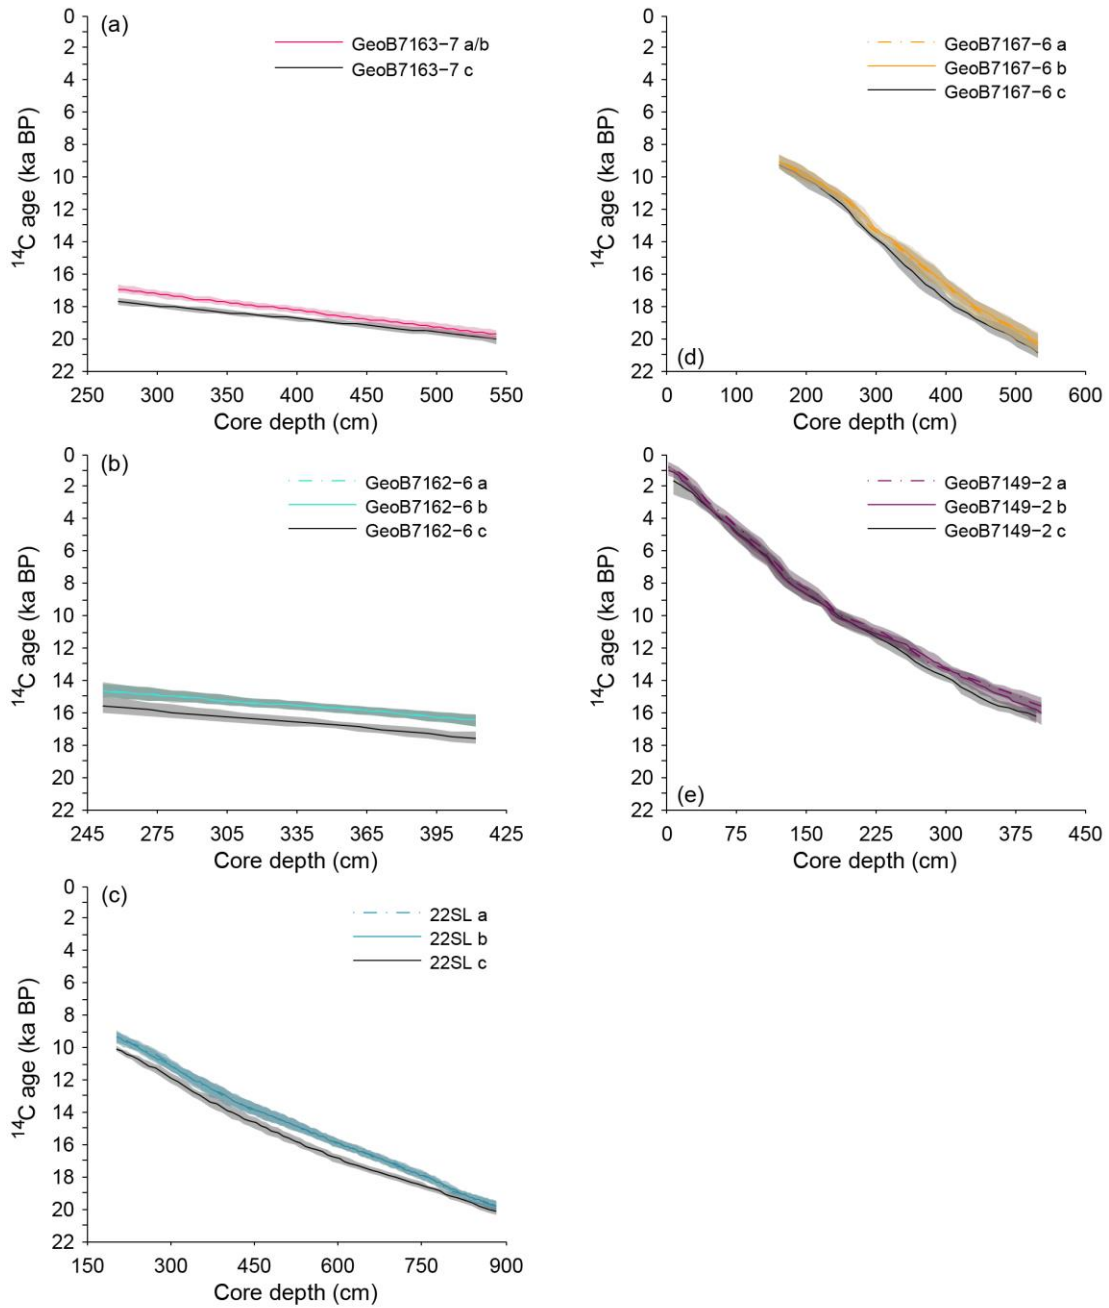 (a)
GeoB7163−7 a/b
GeoB7163−7 c
0
2
4
6
8
10
12
14
16
18
20
22
14C age (ka BP)
250 300 350 400 450 500 550
Core depth (cm)
(d)
GeoB7167−6 a
GeoB7167−6 b
GeoB7167−6 c
0
2
4
6
8
10
12
14
16
18
20
22
14C age (ka BP)
0 100 200 300 400 500 600
Core depth (cm)
(b)
GeoB7162−6 a
GeoB7162−6 b
GeoB7162−6 c
0
2
4
6
8
10
12
14
16
18
20
22
14C age (ka BP)
245 275 305 335 365 395 425
Core depth (cm)
(e)
GeoB7149−2 a
GeoB7149−2 b
GeoB7149−2 c
0
2
4
6
8
10
12
14
16
18
20
22
14C age (ka BP)
0 75 150 225 300 375 450
Core depth (cm)
(c)
22SL a
22SL b
22SL c
0
2
4
6
8
10
12
14
16
18
20
22
14C age (ka BP)
150 300 450 600 750 900
Core depth (cm)